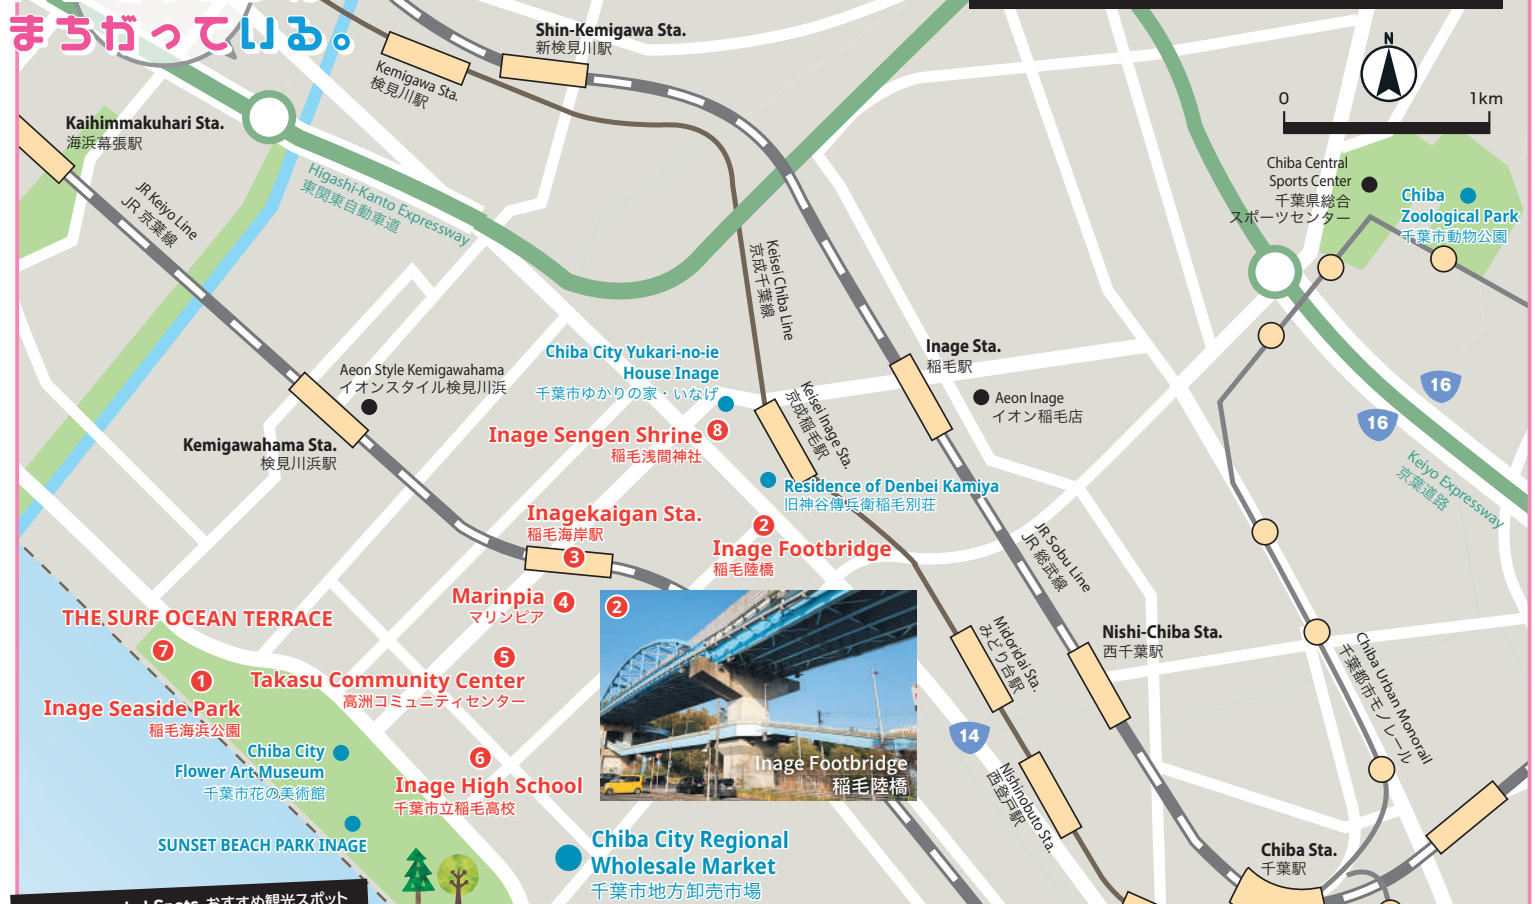 まちがっている。
Shin-Kemigawa Sta.
新検見川駅
Kemigawa Sta.
検見川駅
N
0 1km
Kaihimmakuhari Sta.
海浜幕張駅
JR Keiyo Line
JR 京葉線
Higashi-Kanto Expressway
東関東自動車道
Chiba Central
Sports Center
千葉県総合
スポーツセンター
Chiba
Zoological Park
千葉市動物公園
Keisei Chiba Line
京成千葉線
Inage Sta.
稲毛駅
Aeon Inage
イオン稲毛店
16
16
Keiyo Expressway
京葉道路
Aeon Style Kemigawahama
イオンスタイル検見川浜
Kemigawahama Sta.
検見川浜駅
Chiba City Yukari-no-ie
House Inage
千葉市ゆかりの家・いなげ
Inage Sengen Shrine 8
稲毛浅間神社
Keisei Inage Sta.
京成稲毛駅
Residence of Denbei Kamiya
旧神谷傳兵衛稲毛別荘
Inagekaigan Sta.
稲毛海岸駅
3
2
Inage Footbridge
稲毛陸橋
JR Sobu Line
JR 総武線
Marinpia 4
マリンピア
2
Inage Footbridge
稲毛陸橋
THE SURF OCEAN TERRACE
7
1
Inage Seaside Park
稲毛海浜公園
5
Takasu Community Center
高洲コミュニティセンター
Midoridai Sta.
みどり台駅
Nishi-Chiba Sta.
西千葉駅
Chiba Urban Monorail
千葉都市モノレール
14
Chiba City
Flower Art Museum
千葉市花の美術館
6
Inage High School
千葉市立稲毛高校
Nishinobuto Sta.
西登戸駅
SUNSET BEACH PARK INAGE
Chiba City Regional
Wholesale Market
千葉市地方卸売市場
Chiba Sta.
千葉駅
Spots おすすめ観光スポット